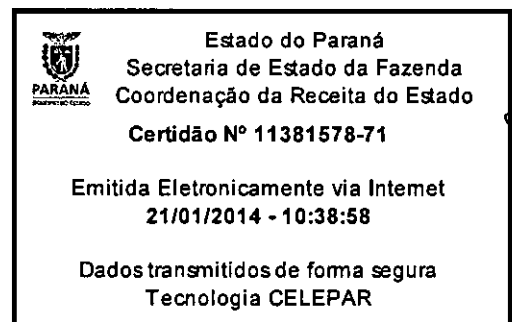 Estado do Paraná
Secretaria de Estado da Fazenda
PARANÁ
Coordenação da Receita do Estado
Certidão Nº 11381578-71
Emitida Eletronicamente via Internet
21/01/2014 - 10:38:58
Dados transmitidos de forma segura
Tecnologia CELEPAR